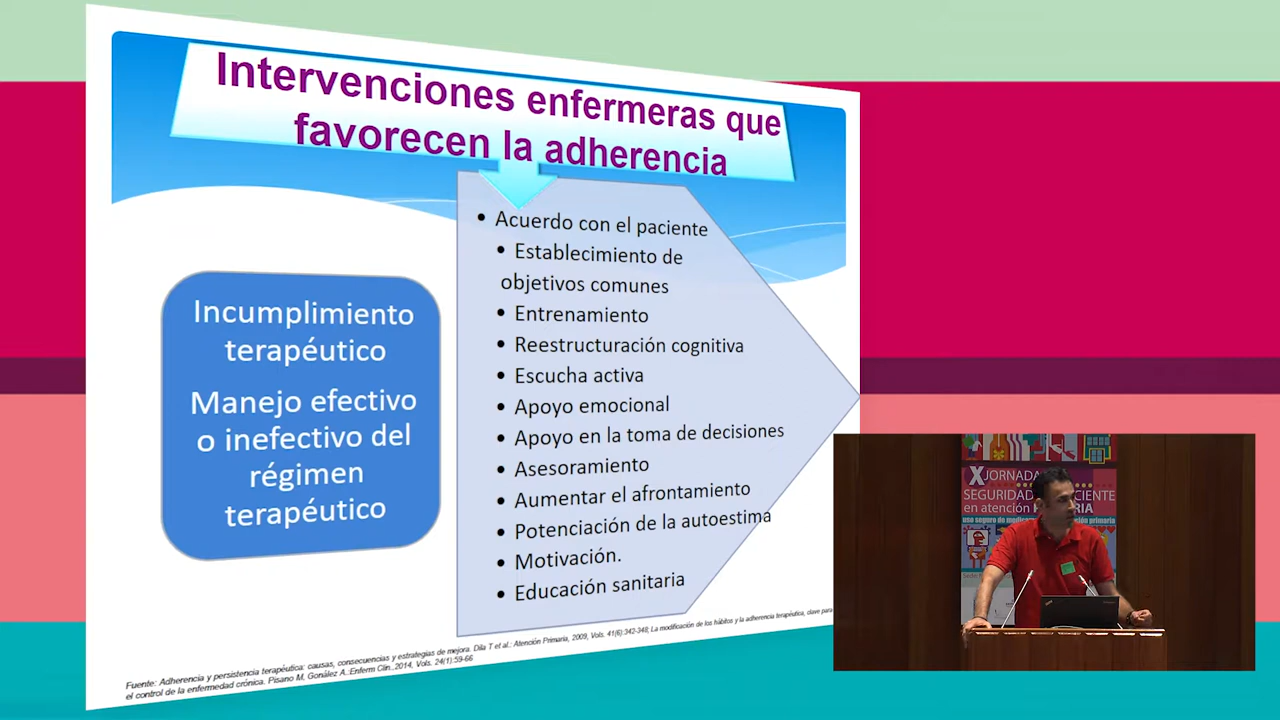 Intervenciones enfermeras que
favorecen la adherencia
Incumplimiento
terapéutico
Manejo efectivo
o inefectivo del
régimen
terapéutico
• Acuerdo con el paciente
• Establecimiento de
objetivos comunes
• Entrenamiento
• Reestructuración cognitiva
• Escucha activa
• Apoyo emocional
• Apoyo en la toma de decisiones
• Asesoramiento
• Aumentar el afrontamiento
• Potenciación de la autoestima
• Motivación.
• Educación sanitaria
Fuente: Adherencia y persistencia terapéutica: causas, consecuencias y estrategias de mejora. Dila T et al.: Atención Primaria, 2009, Vols. 41(6):342-348; La modificación de los hábitos y la adherencia terapéutica, clave para
el control de la enfermedad crónica. Pisano M, Gonález A.:Enferm Clin.,2014, Vols. 24(1):59-66
X JORNADA
SEGURIDAD
en atención